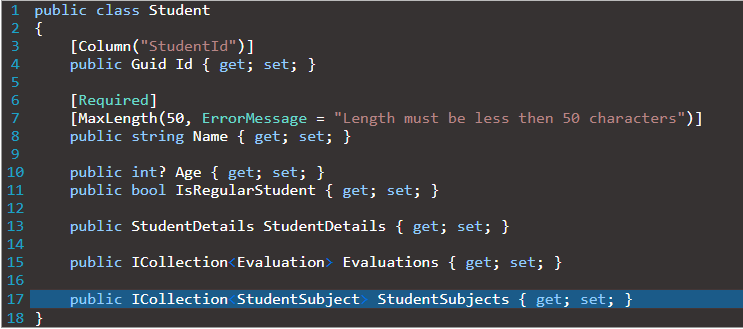 1 public class Student
2 {
3     [Column("StudentId")]
4     public Guid Id { get; set; }
5
6     [Required]
7     [MaxLength(50, ErrorMessage = "Length must be less then 50 characters")]
8     public string Name { get; set; }
9
10     public int? Age { get; set; }
11     public bool IsRegularStudent { get; set; }
12
13     public StudentDetails StudentDetails { get; set; }
14
15     public ICollection<Evaluation> Evaluations { get; set; }
16
17     public ICollection<StudentSubject> StudentSubjects { get; set; }
18 }